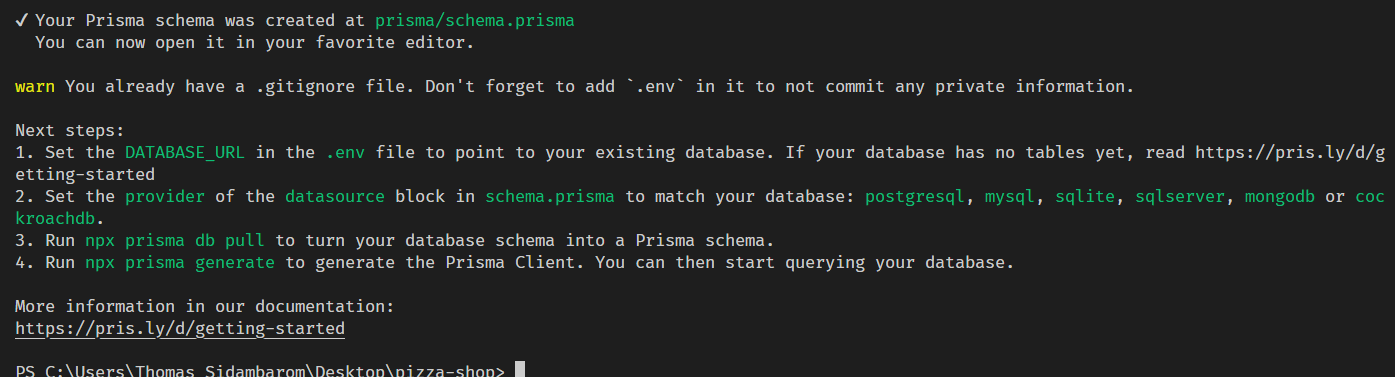 ✓ Your Prisma schema was created at prisma/schema.prisma
You can now open it in your favorite editor.
warn You already have a .gitignore file. Don't forget to add `.env` in it to not commit any private information.
Next steps:
1. Set the DATABASE_URL in the .env file to point to your existing database. If your database has no tables yet, read https://pris.ly/d/g
etting-started
2. Set the provider of the datasource block in schema.prisma to match your database: postgresql, mysql, sqlite, sqlserver, mongodb or coc
kroachdb.
3. Run npx prisma db pull to turn your database schema into a Prisma schema.
4. Run npx prisma generate to generate the Prisma Client. You can then start querying your database.
More information in our documentation:
https://pris.ly/d/getting-started
PS C:\Users\Thomas Sidambarom\Desktop\pizza-shop>